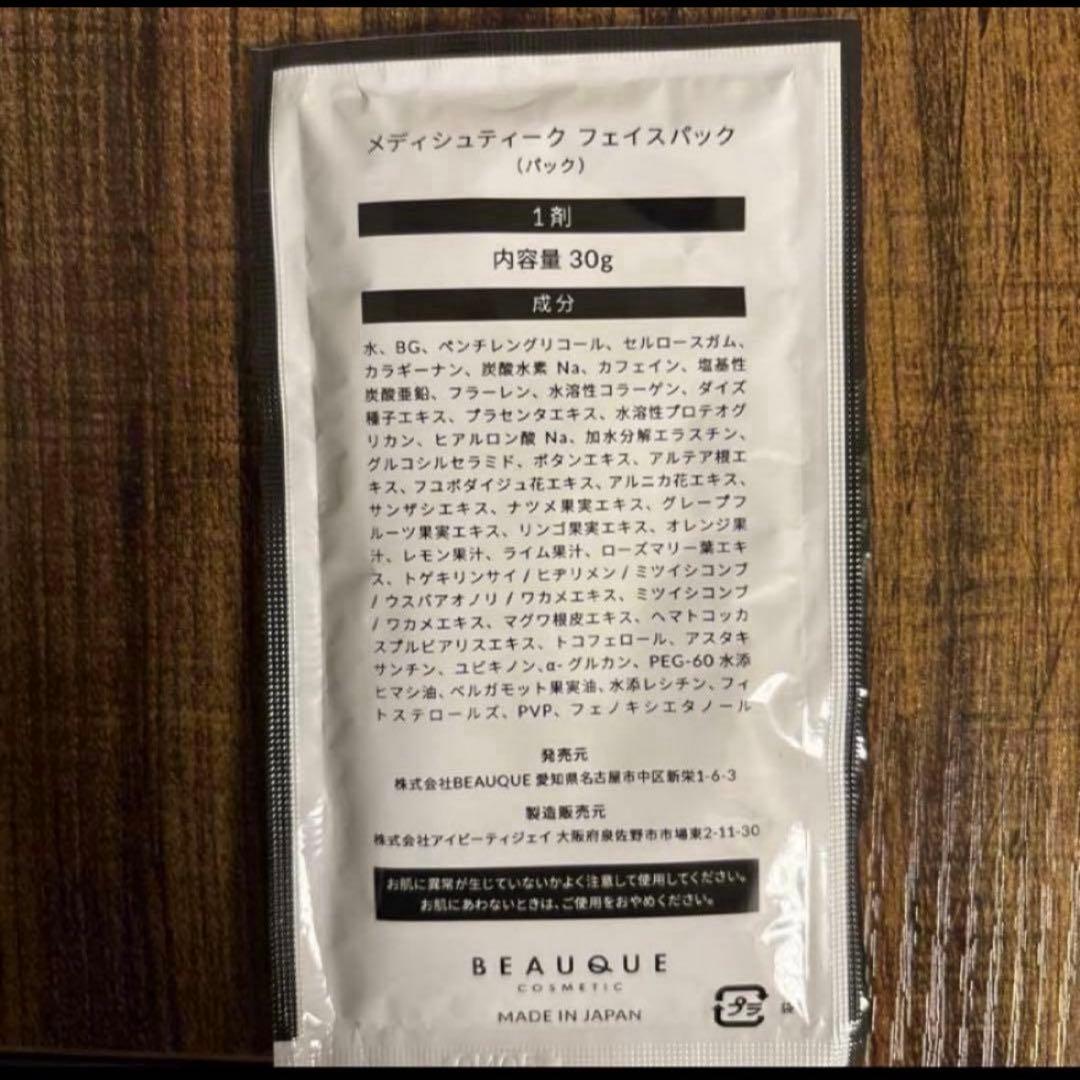 メディシュティーク フェイスパック
（パック）
1剤
内容量 30g
成分
水、BG、ペンチレングリコール、セルロースガム、
カラギーナン、炭酸水素 Na、カフェイン、塩基性
炭酸亜鉛、フラーレン、水溶性コラーゲン、ダイズ
種子エキス、プラセンタエキス、水溶性プロテオグ
リカン、ヒアルロン酸 Na、加水分解エラスチン、
グルコシルセラミド、ボタンエキス、アルテア根エ
キス、フユボダイジュ花エキス、アルニカ花エキス、
サンザシエキス、ナツメ果実エキス、グレープフ
ルーツ果実エキス、リンゴ果実エキス、オレンジ果
汁、レモン果汁、ライム果汁、ローズマリー葉エキ
ス、トゲキリンサイ / ヒヂリメン / ミツイシコンブ
/ ウスバアオノリ / ワカメエキス、ミツイシコンブ
/ ワカメエキス、マグワ根皮エキス、ヘマトコッカ
スプルビアリスエキス、トコフェロール、アスタキ
サンチン、ユビキノン、α- グルカン、PEG-60 水添
ヒマシ油、ベルガモット果実油、水添レシチン、フィ
トステロールズ、PVP、フェノキシエタノール
発売元
株式会社BEAUQUE 愛知県名古屋市中区新栄1-6-3
製造販売元
株式会社アイピーティジェイ 大阪府泉佐野市市場東2-11-30
お肌に異常が生じていないかよく注意して使用してください。
お肌にあわないときは、ご使用をおやめください。
BEAUQUE
COSMETIC
MADE IN JAPAN
プラ 袋